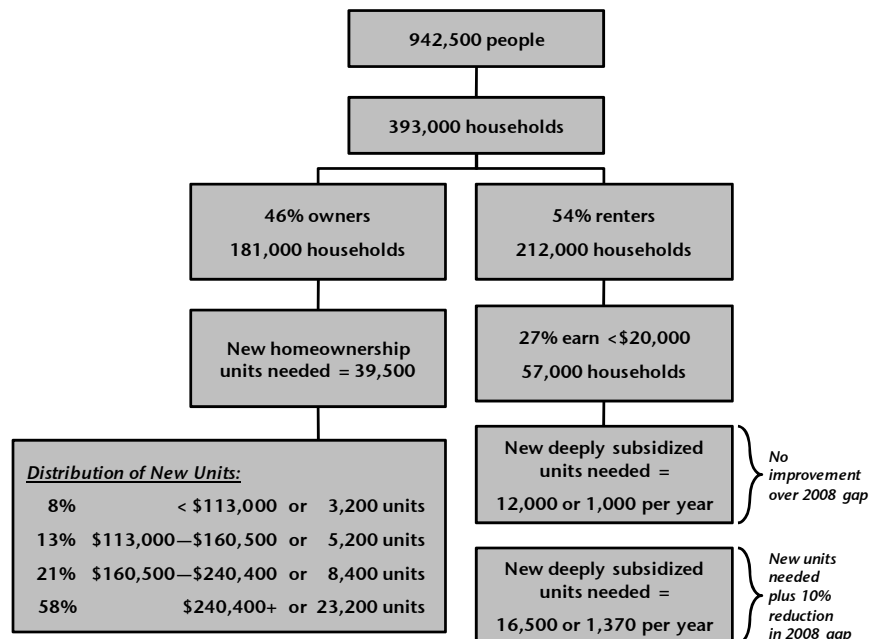 942,500 people
393,000 households
46% owners
181,000 households
54% renters
212,000 households
New homeownership
units needed = 39,500
27% earn <$20,000
57,000 households
Distribution of New Units:
8% < $113,000 or 3,200 units
13% $113,000—$160,500 or 5,200 units
21% $160,500—$240,400 or 8,400 units
58% $240,400+ or 23,200 units
New deeply subsidized
units needed =
12,000 or 1,000 per year
No
improvement
over 2008 gap
New deeply subsidized
units needed =
16,500 or 1,370 per year
New units
needed
plus 10%
reduction
in 2008 gap